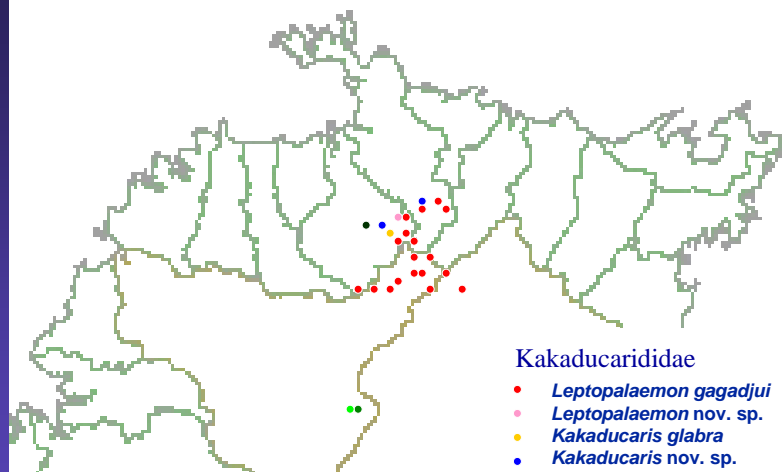 Kakaducarididae
Leptopalaemon gagadjui
Leptopalaemon nov. sp.
Kakaducaris glabra
Kakaducaris nov. sp.